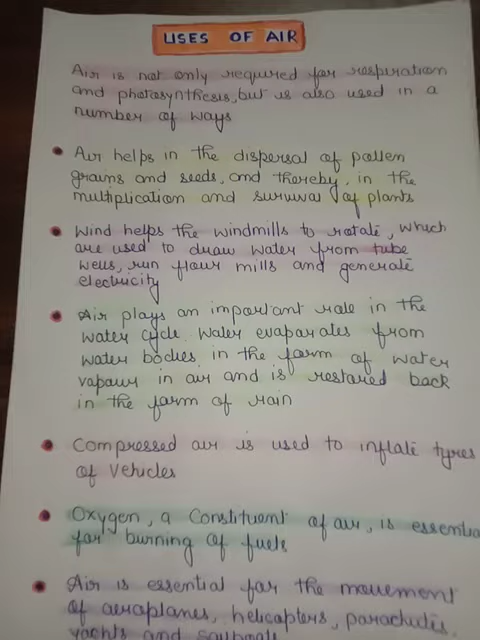 USES OF AIR
Air is not only required for respiration
and photosynthesis, but is also used in a
number of ways
Air helps in the dispersal of pollen
grains and seeds, and thereby, in the
multiplication and survival of plants
Wind helps the windmills to rotate, which
are used to draw water from tube
wells, run flour mills and generate
electricity
Air plays an important role in the
water cycle. Water evaporates from
water bodies in the form of water
vapour in air and is restored back
in the form of rain
Compressed air is used to inflate tyres
of vehicles
Oxygen, a constituent of air, is essentia
for burning of fuels
Air is essential for the movement
of aeroplanes, helicopters, parachutes,
yachts and sailboats